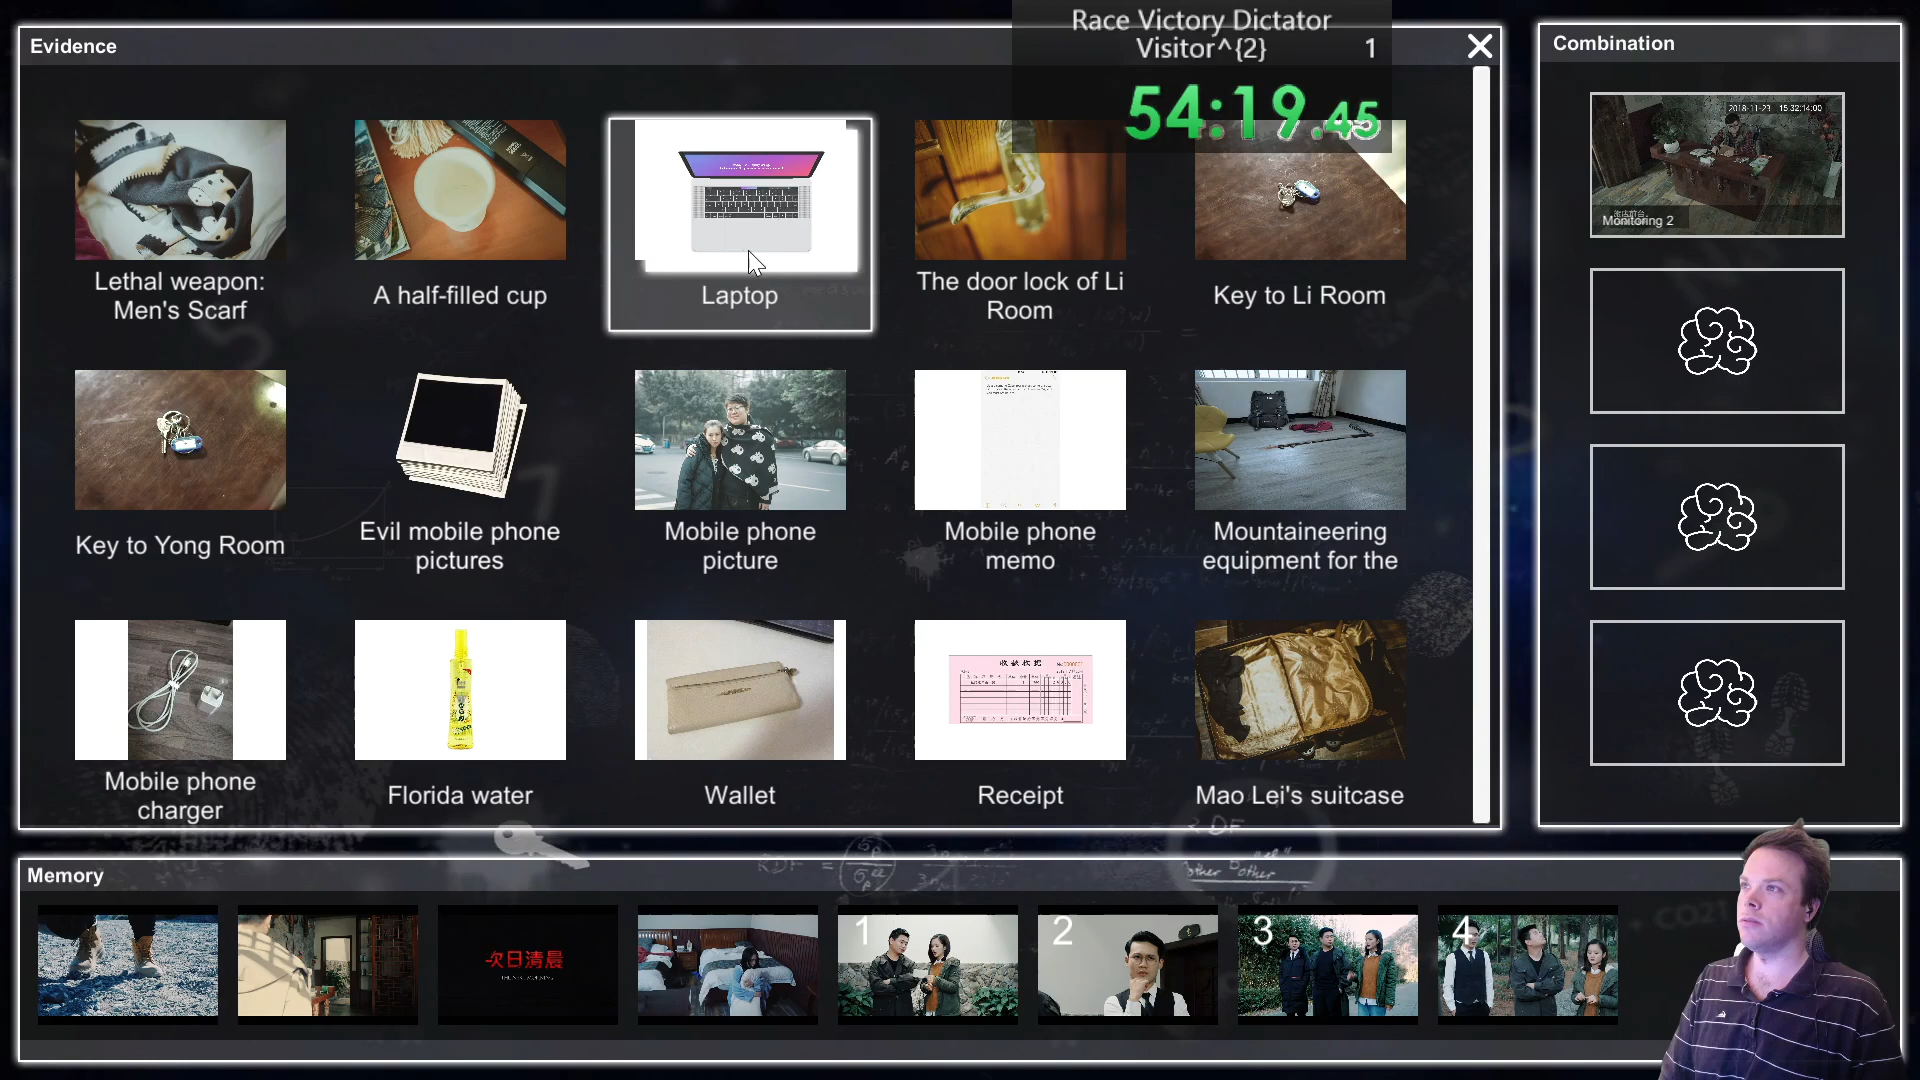 Race Victory Dictator
Visitor^{2} 1
54:19.45
Evidence
Combination
Lethal weapon:
Men's Scarf
A half-filled cup
Laptop
The door lock of Li
Room
Key to Li Room
2018-11-23 15:32:14:00
Monitoring 2
Key to Yong Room
Evil mobile phone
pictures
Mobile phone
picture
Mobile phone
memo
Mountaineering
equipment for the
收款收据
Mobile phone
charger
Florida water
Wallet
Receipt
Mao Lei's suitcase
Memory
次日清晨
1
2
3
4